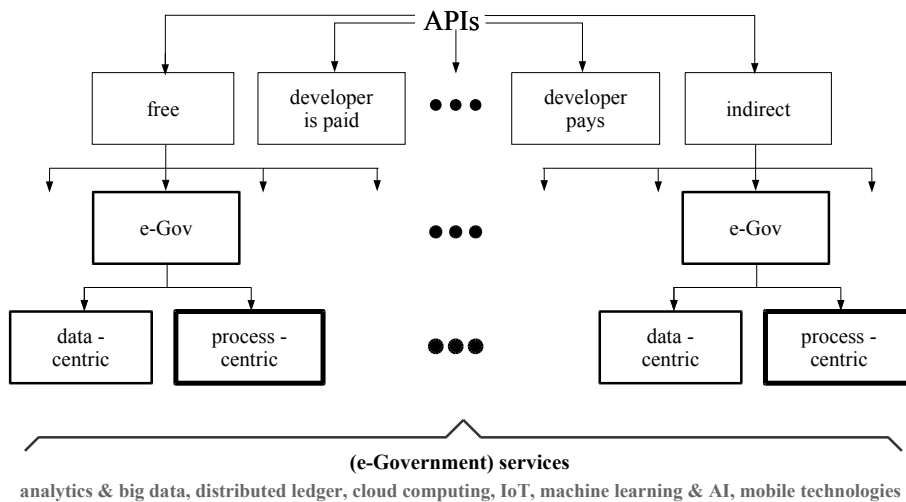 APIs
free
developer
is paid
developer
pays
indirect
e-Gov
e-Gov
data -
centric
process -
centric
data -
centric
process -
centric
(e-Government) services
analytics & big data, distributed ledger, cloud computing, IoT, machine learning & AI, mobile technologies